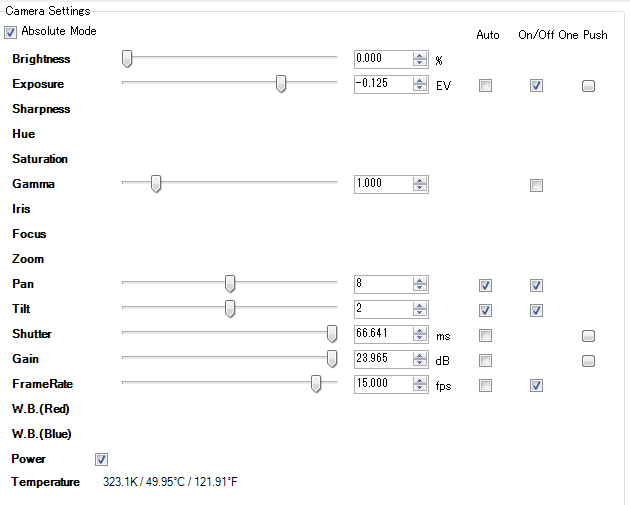 Camera Settings
Absolute Mode
Auto On/Off One Push
Brightness 0.000 %
Exposure -0.125 EV
Sharpness
Hue
Saturation
Gamma 1.000
Iris
Focus
Zoom
Pan 8
Tilt 2
Shutter 66.641 ms
Gain 23.965 dB
FrameRate 15.000 fps
W.B.(Red)
W.B.(Blue)
Power
Temperature 323.1K / 49.95°C / 121.91°F